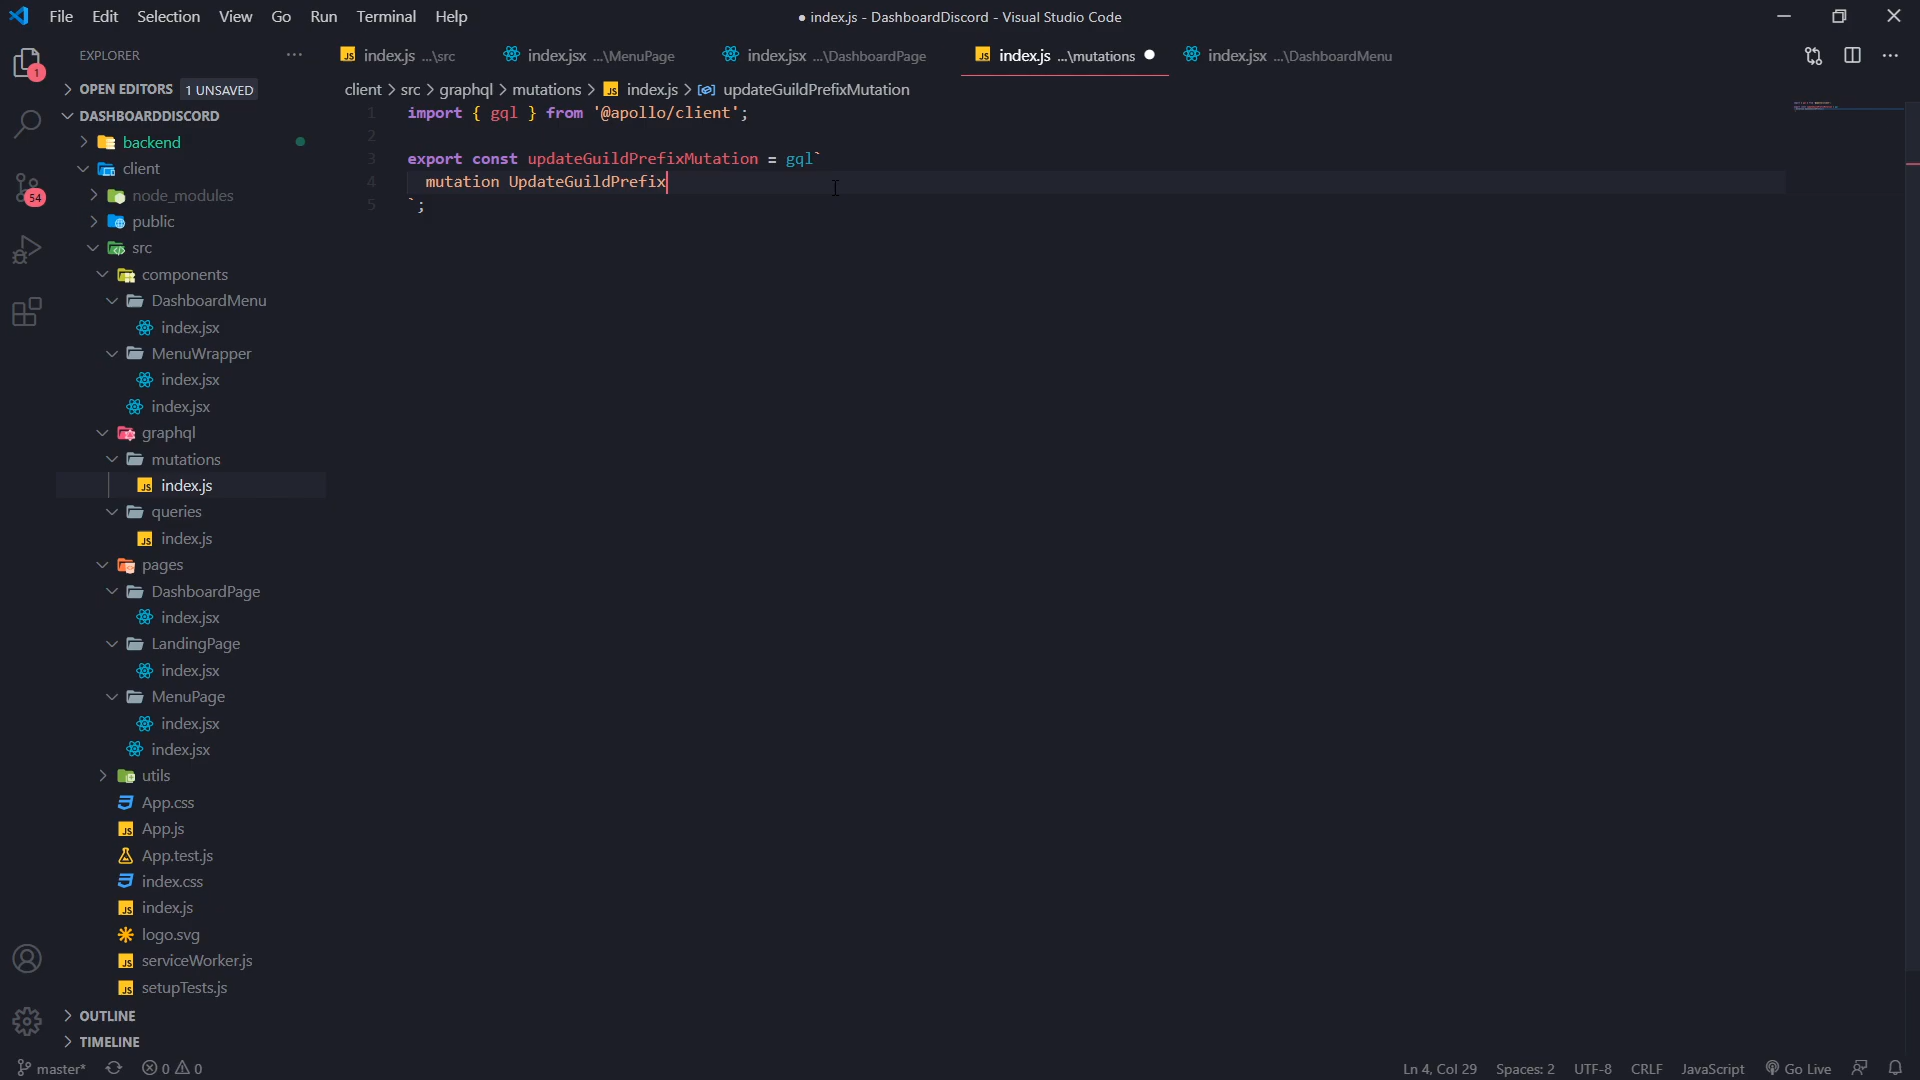 File Edit Selection View Go Run Terminal Help
● index.js - DashboardDiscord - Visual Studio Code
EXPLORER
OPEN EDITORS 1 UNSAVED
DASHBOARDDISCORD
backend
client
node_modules
public
src
components
DashboardMenu
index.jsx
MenuWrapper
index.jsx
index.jsx
graphql
mutations
index.js
queries
index.js
pages
DashboardPage
index.jsx
LandingPage
index.jsx
MenuPage
index.jsx
index.jsx
utils
App.css
App.js
App.test.js
index.css
index.js
logo.svg
serviceWorker.js
setupTests.js
OUTLINE
TIMELINE
1
54
index.js ...\src
index.jsx ...\MenuPage
index.jsx ...\DashboardPage
index.js ...\mutations
index.jsx ...\DashboardMenu
client > src > graphql > mutations > index.js > updateGuildPrefixMutation
1 import { gql } from '@apollo/client';
2
3 export const updateGuildPrefixMutation = gql`
4 mutation UpdateGuildPrefix
5 `;
master* 0 0
Ln 4, Col 29 Spaces: 2 UTF-8 CRLF JavaScript Go Live